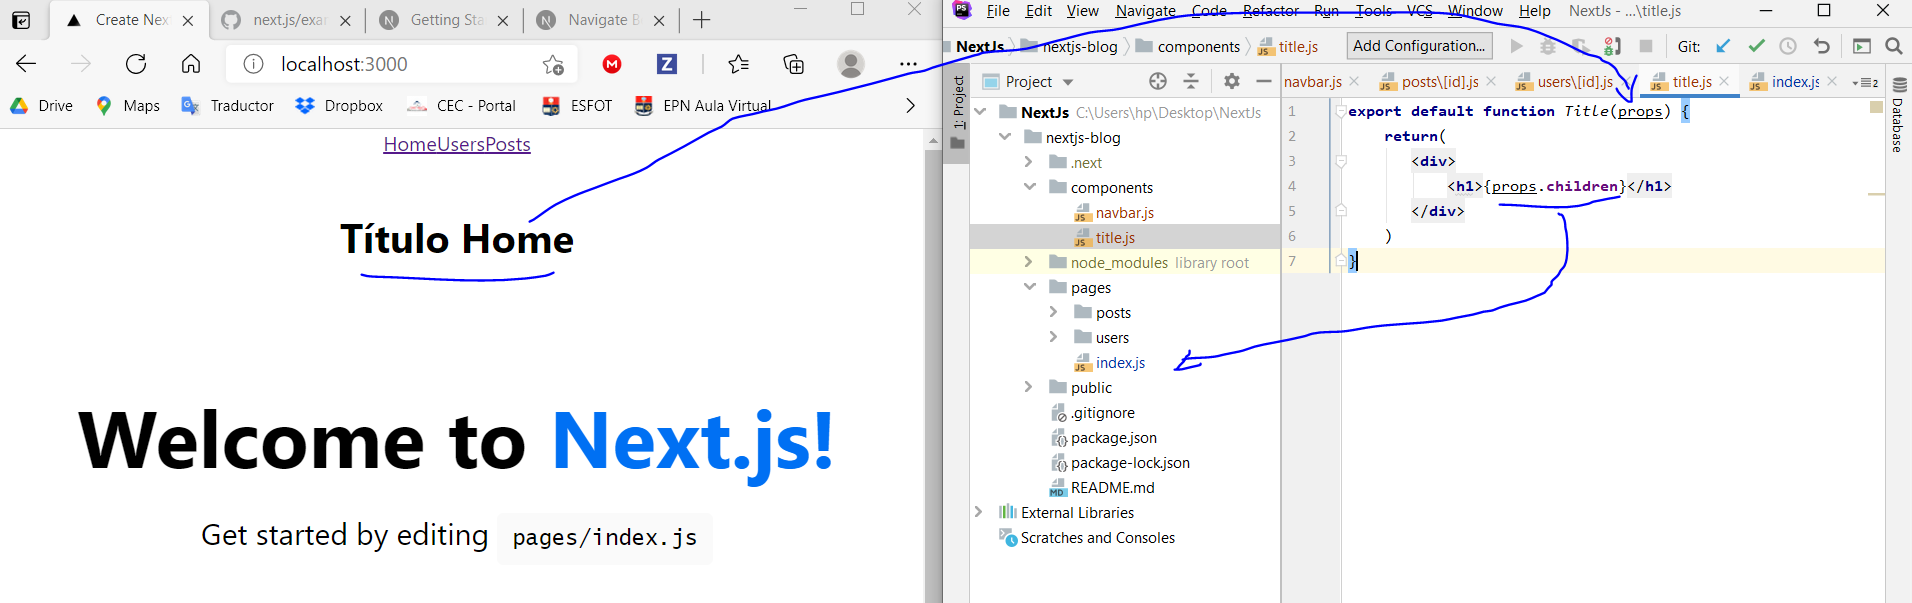 Create Nex
next.js/exar
Getting Sta
Navigate B
localhost:3000
Drive
Maps
Traductor
Dropbox
CEC - Portal
ESFOT
EPN Aula Virtual
HomeUsersPosts
Título Home
Welcome to Next.js!
Get started by editing pages/index.js
PS File Edit View Navigate Code Refactor Run Tools VCS Window Help NextJs - ...\title.js
NextJs nextjs-blog components title.js Add Configuration... Git:
1: Project
Project
NextJs C:\Users\hp\Desktop\NextJs
nextjs-blog
.next
components
navbar.js
title.js
node_modules library root
pages
posts
users
index.js
public
.gitignore
package.json
package-lock.json
README.md
External Libraries
Scratches and Consoles
navbar.js posts\[id].js users\[id].js title.js index.js 2
1 export default function Title(props) {
2 return(
3 <div>
4 <h1>{props.children}</h1>
5 </div>
6 )
7 }
Database